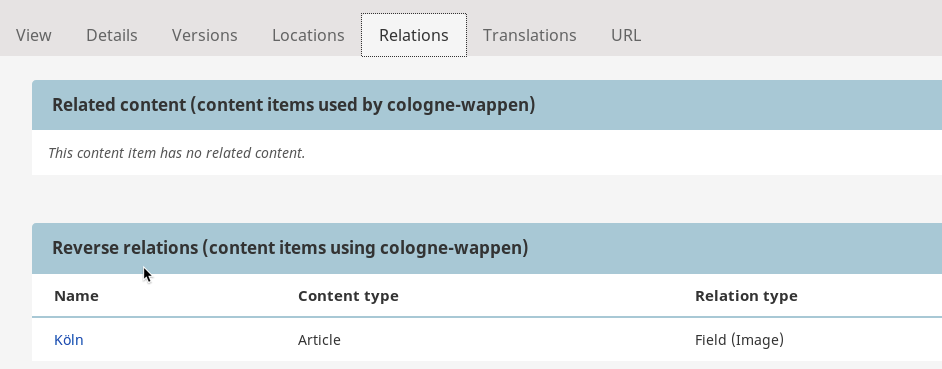 View Details Versions Locations Relations Translations URL
Related content (content items used by cologne-wappen)
This content item has no related content.
Reverse relations (content items using cologne-wappen)
Name Content type Relation type
Köln Article Field (Image)